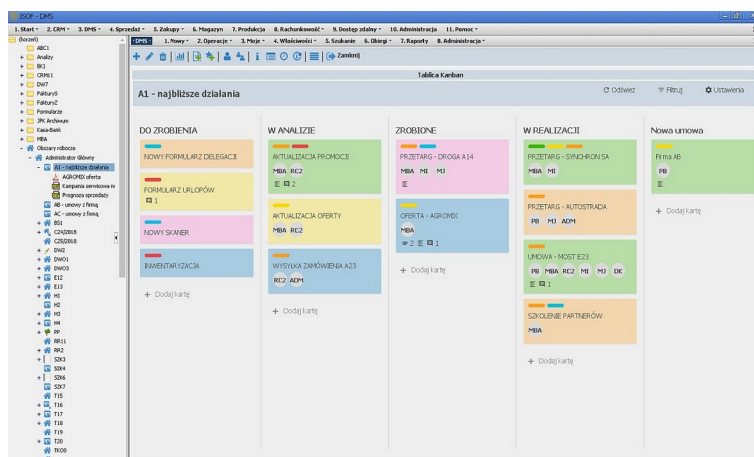 ISOF - DMS
1. Start 2. CRM 3. DMS 4. Sprzedaż 5. Zakupy 6. Magazyn 7. Produkcja 8. Rachunkowość 9. Dostęp zdalny 10. Administracja 11. Pomoc
-DMS- 1. Nowy 2. Operacje 3. Moje 4. Właściwości 5. Szukanie 6. Obiegi 7. Raporty 8. Administracja
Zamknij
Tablica Kanban
A1 - najbliższe działania
Odśwież Filtruj Ustawienia
(korzeń)
ABC1
Analizy
BK1
CRM11
DW7
FakturyS
FakturyZ
Formularze
JPK Archiwum
Kasa-Bank
MBA
Obszary robocze
Administrator Główny
A1 - najbliższe działania
AGROMIX oferta
Kampania serwisowa
Prognoza sprzedaży
AB - umowy z firmą
AC - umowy z firmą
BS1
C24/2018
C25/2018
DW2
DWO1
DWO3
E12
E13
H1
H2
H3
H4
PP
RR11
RR2
SZK3
SZK4
SZK6
SZK7
T15
T16
T17
T18
T19
T20
TK00
DO ZROBIENIA
NOWY FORMULARZ DELEGACJI
FORMULARZ URLOPÓW
1
NOWY SKANER
INWENTARYZACJA
+ Dodaj kartę
W ANALIZIE
AKTUALIZACJA PROMOCJI
MBA RC2
2
AKTUALIZACJA OFERTY
MBA RC2
WYSYŁKA ZAMÓWIENIA A23
RC2 ADM
+ Dodaj kartę
ZROBIONE
PRZETARG - DROGA A14
MBA MI MJ
OFERTA - AGROMIX
MBA
2 1
+ Dodaj kartę
W REALIZACJI
PRZETARG - SYNCHRON SA
MBA MI
PRZETARG - AUTOSTRADA
PB MJ ADM
UMOWA - MOST E23
PB MBA RC2 MI MJ DK
1
SZKOLENIE PARTNERÓW
MBA
+ Dodaj kartę
Nowa umowa
Firma AB
PB
+ Dodaj kartę